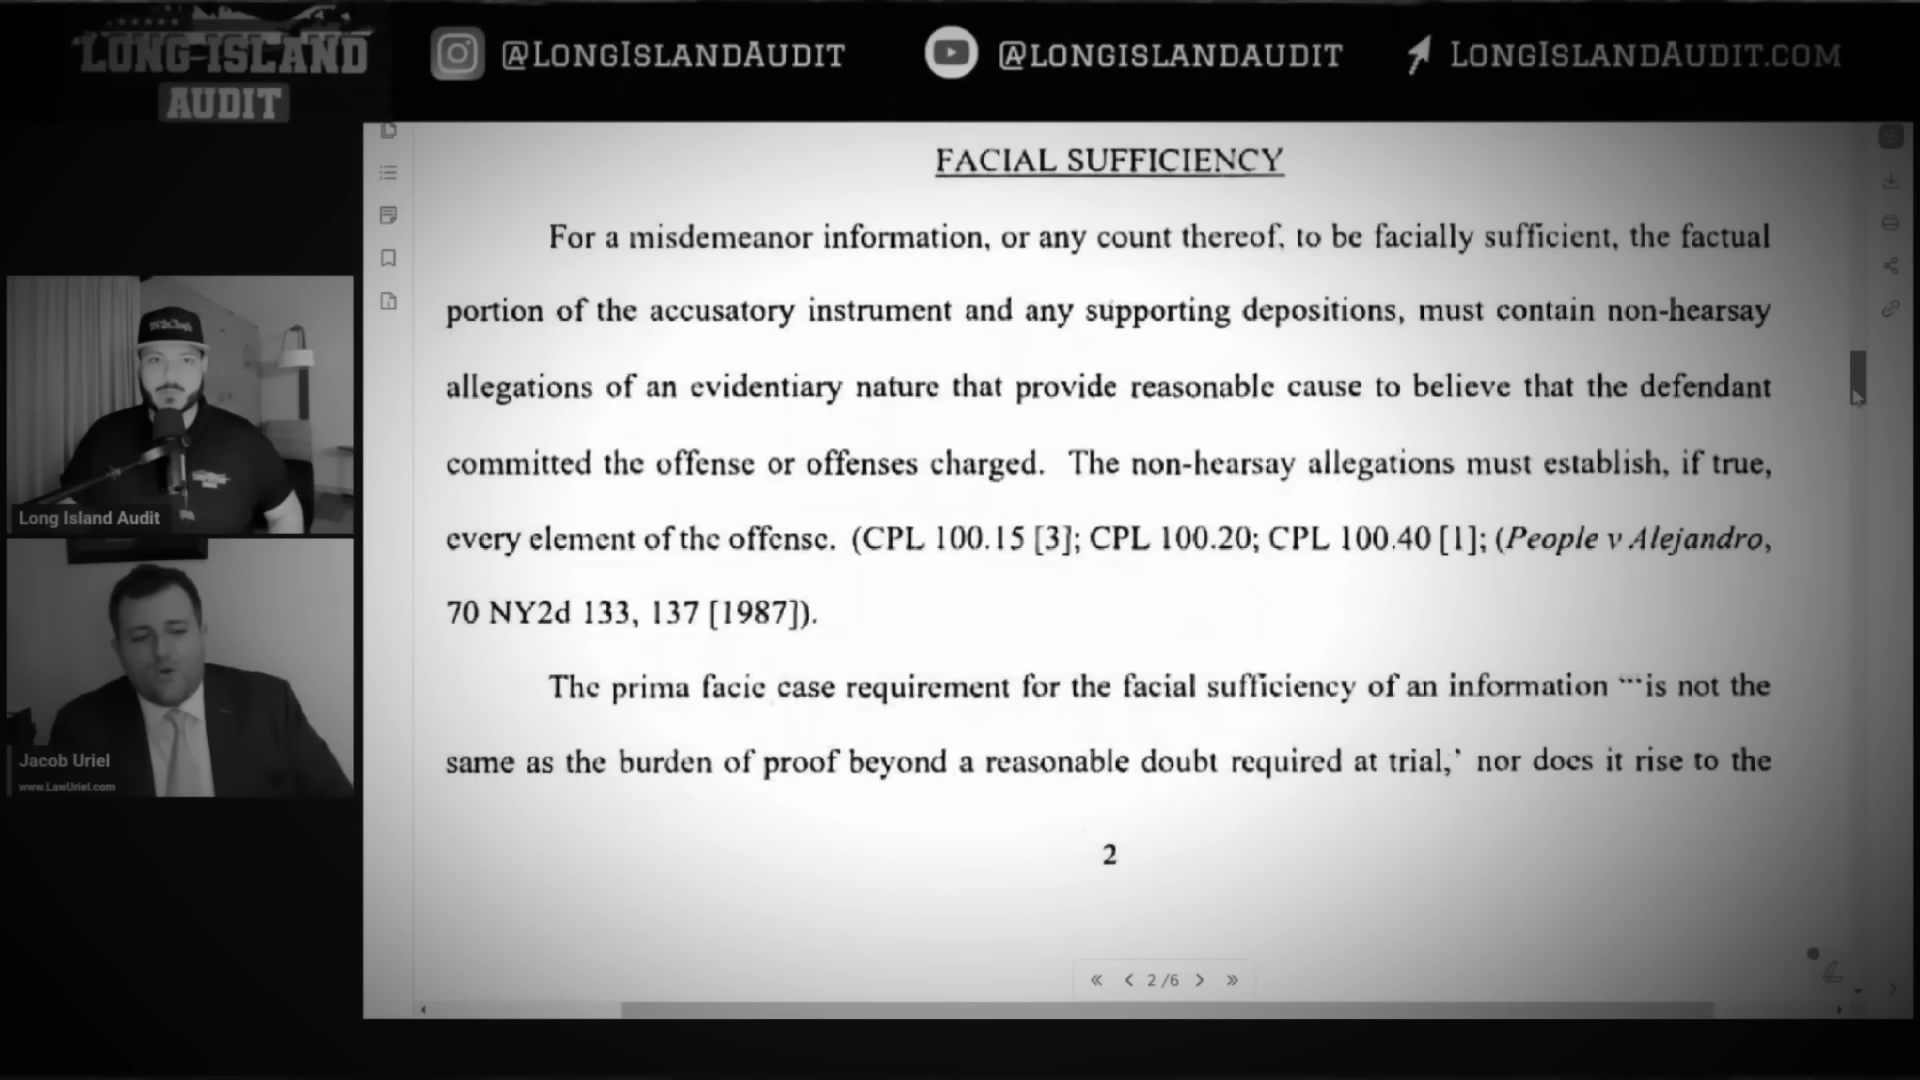 LONG ISLAND
AUDIT
@LONGISLANDAUDIT
@LONGISLANDAUDIT
LONGISLANDAUDIT.COM
FACIAL SUFFICIENCY
For a misdemeanor information, or any count thereof, to be facially sufficient, the factual
portion of the accusatory instrument and any supporting depositions, must contain non-hearsay
allegations of an evidentiary nature that provide reasonable cause to believe that the defendant
committed the offense or offenses charged. The non-hearsay allegations must establish, if true,
every element of the offense. (CPL 100.15 [3]; CPL 100.20; CPL 100.40 [1]; (People v Alejandro,
70 NY2d 133, 137 [1987]).
The prima facie case requirement for the facial sufficiency of an information "'is not the
same as the burden of proof beyond a reasonable doubt required at trial,' nor does it rise to the
2
2 /6
Long Island Audit
Jacob Uriel
www.LawUriel.com